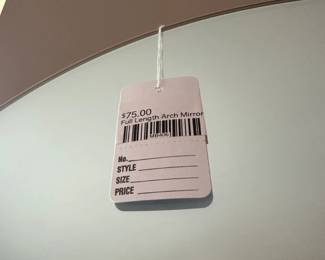 $75.00
Full Length Arch Mirror
No.
STYLE
SIZE
PRICE